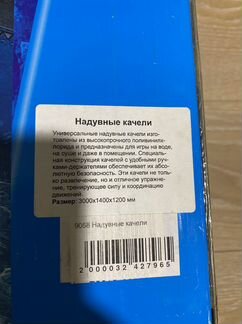 Надувные качели
Универсальные надувные качели изго-
товлены из высокопрочного поливинилх-
лорида и предназначены для игры на воде,
на суше и даже в помещении. Специаль-
ная конструкция качелей с удобными руч-
ками-держателями обеспечивает их абсо-
лютную безопасность. Эти качели не толь-
ко развлечение, но и отличное упражне-
ние, тренирующее силу и координацию
движений.
Размер: 3000х1400х1200 мм
9058 Надувные качели
2 000032 427965